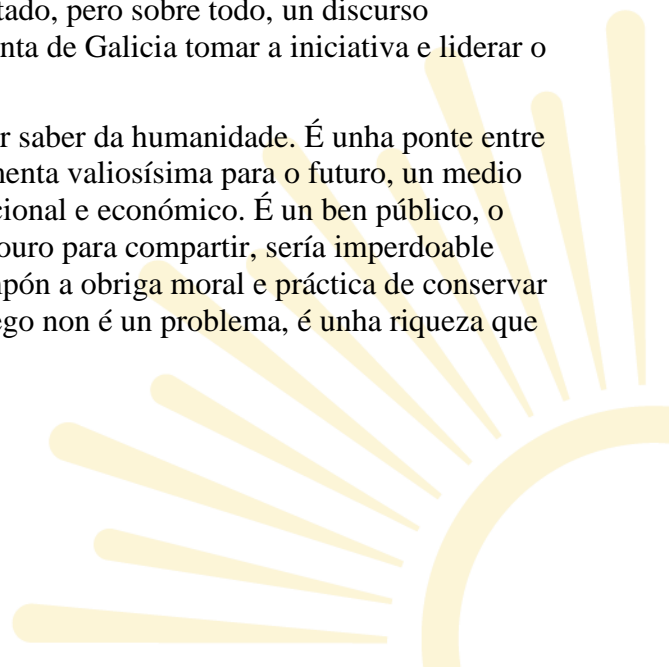 tado, pero sobre todo, un discurso
nta de Galicia tomar a iniciativa e liderar o
r saber da humanidade. É unha ponte entre
nenta valiosísima para o futuro, un medio
cional e económico. É un ben público, o
ouro para compartir, sería imperdoable
npón a obriga moral e práctica de conservar
ego non é un problema, é unha riqueza que